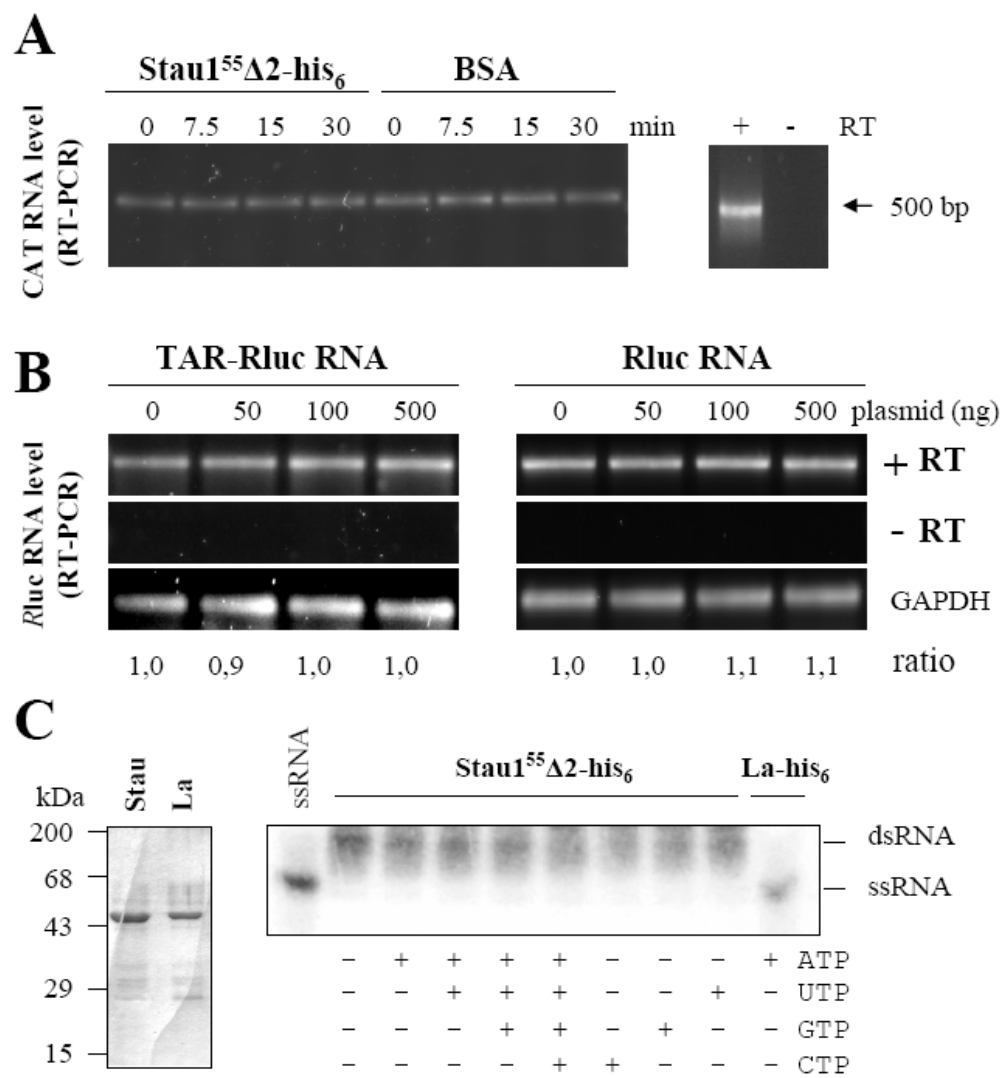 A
Stau1⁵⁵Δ2-his₆ BSA
0 7.5 15 30 0 7.5 15 30 min + - RT
CAT RNA level
(RT-PCR)
500 bp
B
TAR-Rluc RNA Rluc RNA
0 50 100 500 0 50 100 500 plasmid (ng)
Rluc RNA level
(RT-PCR)
+ RT
- RT
GAPDH
1,0 0,9 1,0 1,0 1,0 1,0 1,1 1,1 ratio
C
kDa Stau La
200
68
43
29
15
ssRNA Stau1⁵⁵Δ2-his₆ La-his₆
dsRNA
ssRNA
- + + + + - - - + ATP
- - + + + - - + - UTP
- - - + + - + - - GTP
- - - - + + - - - CTP